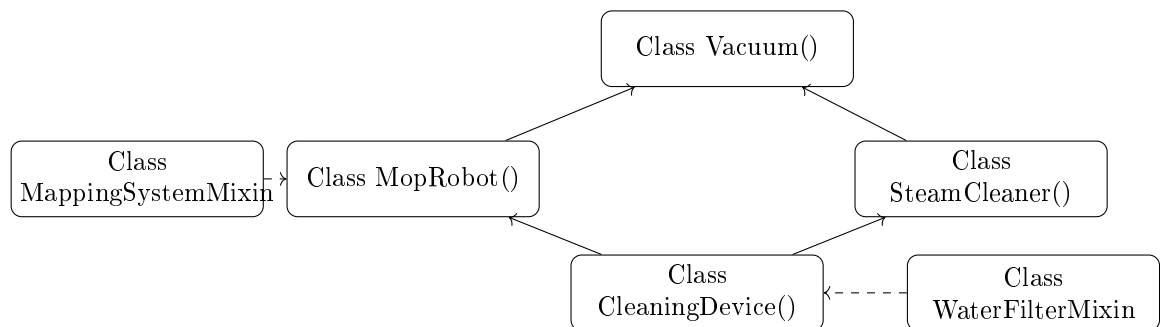 Class Vacuum()
Class
MappingSystemMixin
Class MopRobot()
Class
SteamCleaner()
Class
CleaningDevice()
Class
WaterFilterMixin